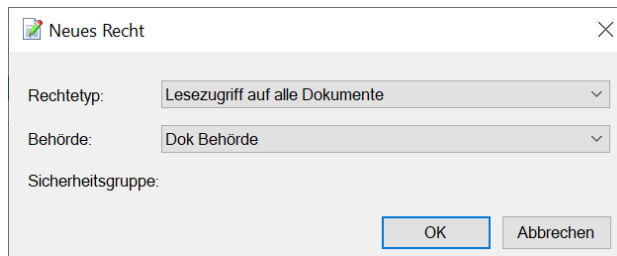 Neues Recht
Rechtetyp: Lesezugriff auf alle Dokumente
Behörde: Dok Behörde
Sicherheitsgruppe:
OK Abbrechen